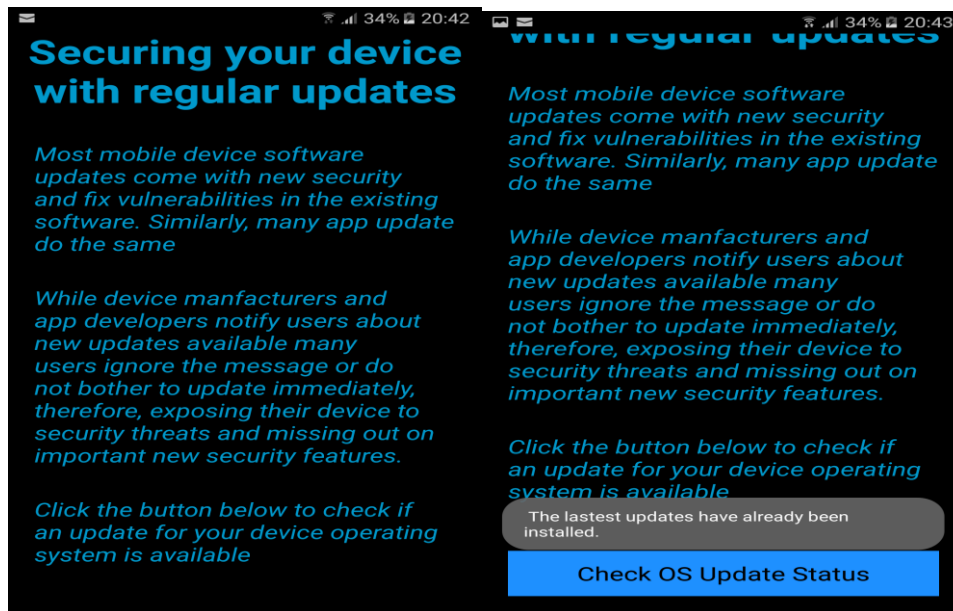 34% 20:42
Securing your device
with regular updates
Most mobile device software
updates come with new security
and fix vulnerabilities in the existing
software. Similarly, many app update
do the same
While device manfacturers and
app developers notify users about
new updates available many
users ignore the message or do
not bother to update immediately,
therefore, exposing their device to
security threats and missing out on
important new security features.
Click the button below to check if
an update for your device operating
system is available
34% 20:43
with regular updates
Most mobile device software
updates come with new security
and fix vulnerabilities in the existing
software. Similarly, many app update
do the same
While device manfacturers and
app developers notify users about
new updates available many
users ignore the message or do
not bother to update immediately,
therefore, exposing their device to
security threats and missing out on
important new security features.
Click the button below to check if
an update for your device operating
system is available
The lastest updates have already been
installed.
Check OS Update Status